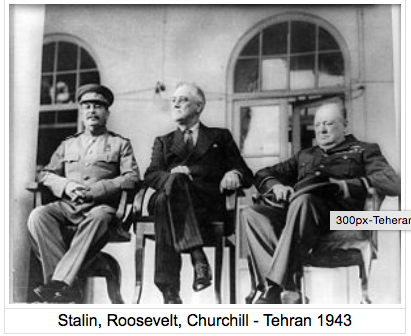 300px-Teheran
Stalin, Roosevelt, Churchill - Tehran 1943